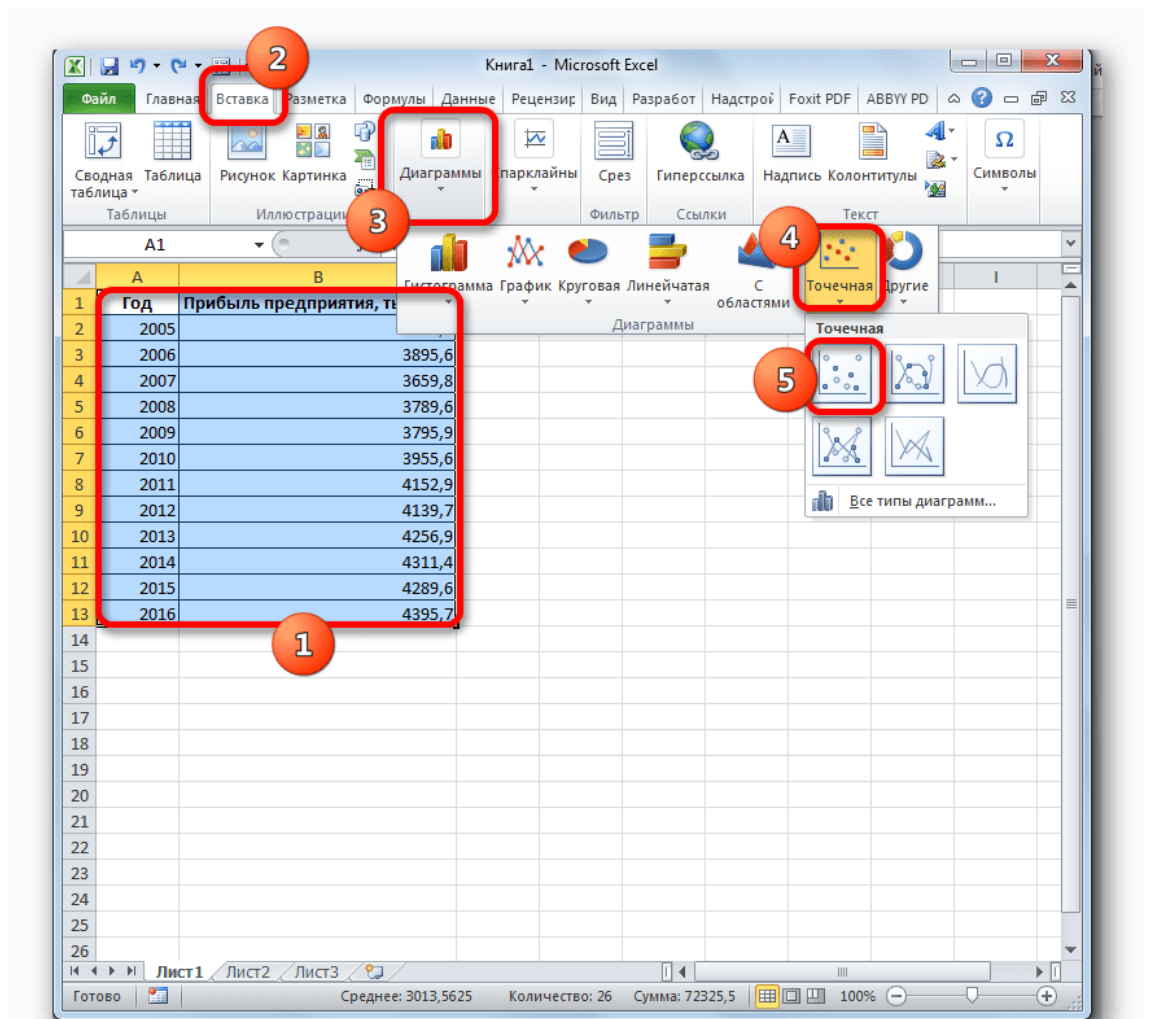 2
Книга1 - Microsoft Excel
Файл Главная Вставка Разметка Формулы Данные Рецензир Вид Разработ Надстрой Foxit PDF ABBYY PD
Сводная таблица Таблица Рисунок Картинка Диаграммы Спарклайны Срез Гиперссылка Надпись Колонтитулы Символы
Таблицы Иллюстрации Фильтр Ссылки Текст
3
4
A1
Гистограмма График Круговая Линейчатая С областями Точечная Другие
Диаграммы
A B I
Точечная
5
Все типы диаграмм...
1 Год Прибыль предприятия,
2 2005
3 2006 3895,6
4 2007 3659,8
5 2008 3789,6
6 2009 3795,9
7 2010 3955,6
8 2011 4152,9
9 2012 4139,7
10 2013 4256,9
11 2014 4311,4
12 2015 4289,6
13 2016 4395,7
1
14
15
16
17
18
19
20
21
22
23
24
25
26
Лист1 Лист2 Лист3
Готово Среднее: 3013,5625 Количество: 26 Сумма: 72325,5 100%